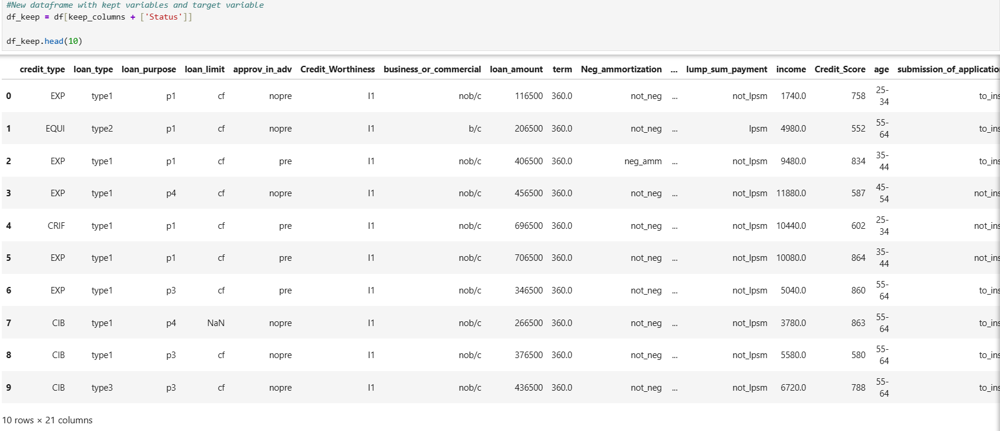 #New dataframe with kept variables and target variable
df_keep = df[keep_columns + ['Status']]
df_keep.head(10)
credit_type loan_type loan_purpose loan_limit approv_in_adv Credit_Worthiness business_or_commercial loan_amount term Neg_ammortization ... lump_sum_payment income Credit_Score age submission_of_applicatio
0 EXP type1 p1 cf nopre l1 nob/c 116500 360.0 not_neg ... not_lpsm 1740.0 758 25-34 to_ins
1 EQUI type2 p1 cf nopre l1 b/c 206500 360.0 not_neg ... lpsm 4980.0 552 55-64 to_ins
2 EXP type1 p1 cf pre l1 nob/c 406500 360.0 neg_amm ... not_lpsm 9480.0 834 35-44 to_ins
3 EXP type1 p4 cf nopre l1 nob/c 456500 360.0 not_neg ... not_lpsm 11880.0 587 45-54 not_ins
4 CRIF type1 p1 cf pre l1 nob/c 696500 360.0 not_neg ... not_lpsm 10440.0 602 25-34 not_ins
5 EXP type1 p1 cf pre l1 nob/c 706500 360.0 not_neg ... not_lpsm 10080.0 864 35-44 not_ins
6 EXP type1 p3 cf pre l1 nob/c 346500 360.0 not_neg ... not_lpsm 5040.0 860 55-64 to_ins
7 CIB type1 p4 NaN nopre l1 nob/c 266500 360.0 not_neg ... not_lpsm 3780.0 863 55-64 to_ins
8 CIB type1 p3 cf nopre l1 nob/c 376500 360.0 not_neg ... not_lpsm 5580.0 580 55-64 to_ins
9 CIB type3 p3 cf nopre l1 nob/c 436500 360.0 not_neg ... not_lpsm 6720.0 788 55-64 to_ins
10 rows × 21 columns